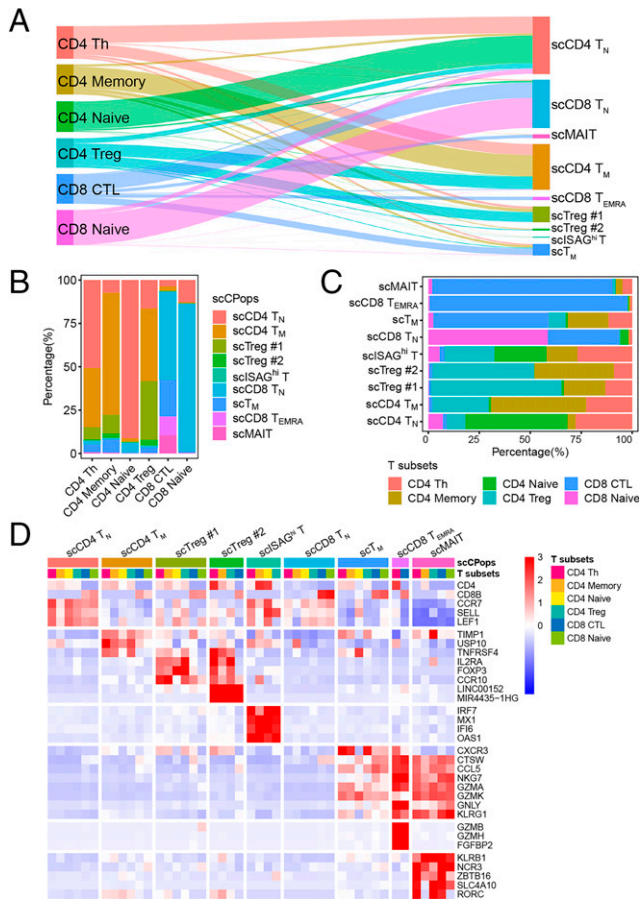 A
CD4 Th
CD4 Memory
CD4 Naive
CD4 Treg
CD8 CTL
CD8 Naive
scCD4 TN
scCD8 TN
scMAIT
scCD4 TM
scCD8 TEMRA
scTreg #1
scTreg #2
scISAGhi T
scTM
B
Percentage(%)
100
75
50
25
0
CD4 Th
CD4 Memory
CD4 Naive
CD4 Treg
CD8 CTL
CD8 Naive
scCPops
scCD4 TN
scCD4 TM
scTreg #1
scTreg #2
scISAGhi T
scCD8 TN
scTM
scCD8 TEMRA
scMAIT
C
scMAIT
scCD8 TEMRA
scTM
scCD8 TN
scISAGhi T
scTreg #2
scTreg #1
scCD4 TM
scCD4 TN
0 25 50 75 100
Percentage(%)
T subsets
CD4 Th CD4 Naive CD8 CTL
CD4 Memory CD4 Treg CD8 Naive
D
scCD4 TN scCD4 TM scTreg #1 scTreg #2 scISAGhi T scCD8 TN scTM scCD8 TEMRA scMAIT
scCPops
T subsets
CD4
CD8B
CCR7
SELL
LEF1
TIMP1
USP10
TNFRSF4
IL2RA
FOXP3
CCR10
LINC00152
MIR4435-1HG
IRF7
MX1
IFI6
OAS1
CXCR3
CTSW
CCL5
NKG7
GZMA
GZMK
GNLY
KLRG1
GZMB
GZMH
FGFBP2
KLRB1
NCR3
ZBTB16
SLC4A10
RORC
3
2
1
0
-1
T subsets
CD4 Th
CD4 Memory
CD4 Naive
CD4 Treg
CD8 CTL
CD8 Naive